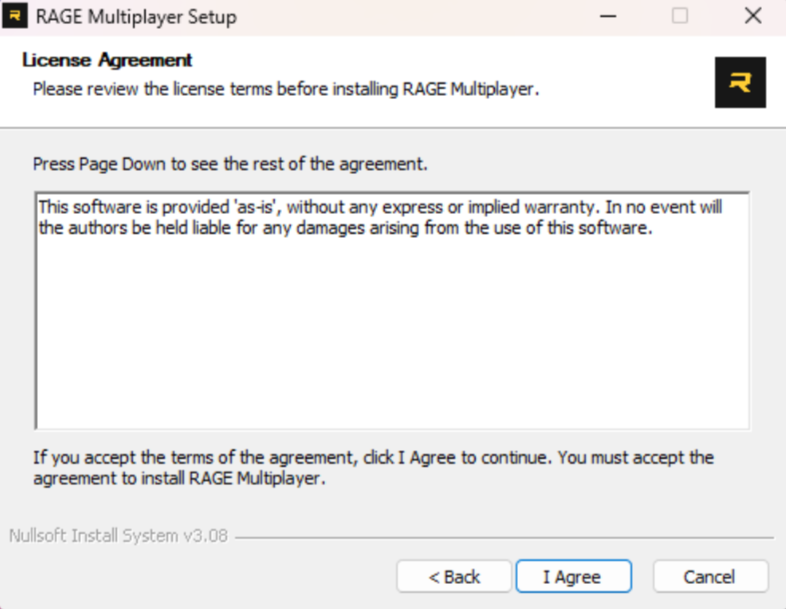 RAGE Multiplayer Setup
License Agreement
Please review the license terms before installing RAGE Multiplayer.
Press Page Down to see the rest of the agreement.
This software is provided 'as-is', without any express or implied warranty. In no event will
the authors be held liable for any damages arising from the use of this software.
If you accept the terms of the agreement, click I Agree to continue. You must accept the
agreement to install RAGE Multiplayer.
Nullsoft Install System v3.08
< Back
I Agree
Cancel